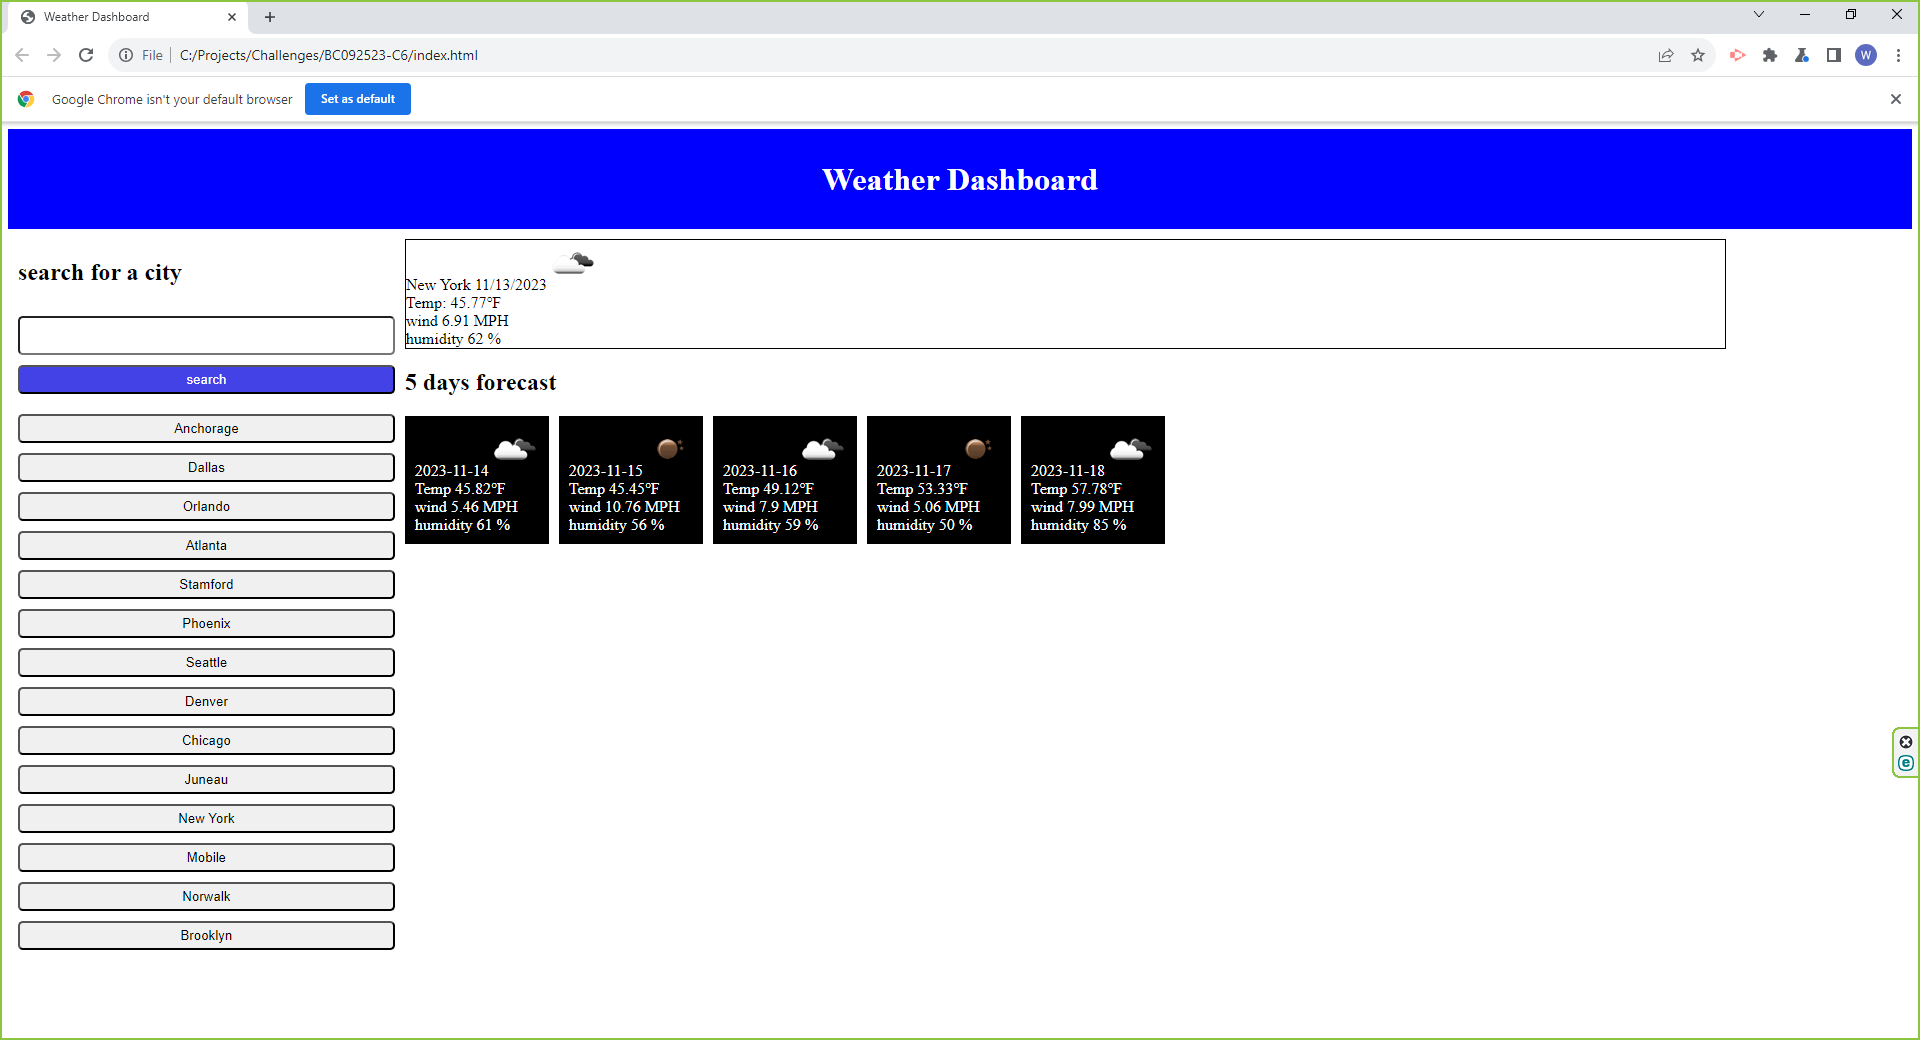 Weather Dashboard
File C:/Projects/Challenges/BC092523-C6/index.html
W
Google Chrome isn't your default browser
Set as default
Weather Dashboard
search for a city
search
Anchorage
Dallas
Orlando
Atlanta
Stamford
Phoenix
Seattle
Denver
Chicago
Juneau
New York
Mobile
Norwalk
Brooklyn
New York 11/13/2023
Temp: 45.77°F
wind 6.91 MPH
humidity 62 %
5 days forecast
2023-11-14
Temp 45.82°F
wind 5.46 MPH
humidity 61 %
2023-11-15
Temp 45.45°F
wind 10.76 MPH
humidity 56 %
2023-11-16
Temp 49.12°F
wind 7.9 MPH
humidity 59 %
2023-11-17
Temp 53.33°F
wind 5.06 MPH
humidity 50 %
2023-11-18
Temp 57.78°F
wind 7.99 MPH
humidity 85 %
e